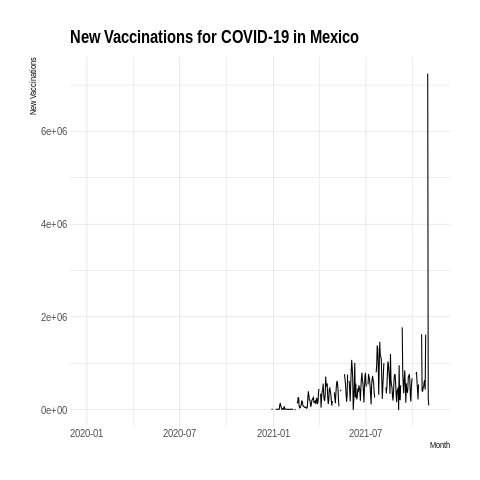 New Vaccinations for COVID-19 in Mexico
New Vaccinations
6e+06
4e+06
2e+06
0e+00
2020-01
2020-07
2021-01
2021-07
Month